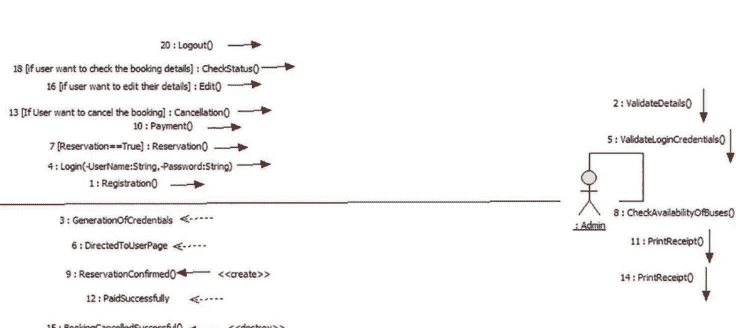 20 : Logout()
18 [if user want to check the booking details] : CheckStatus()
16 [if user want to edit their details] : Edit()
13 [If User want to cancel the booking] : Cancellation()
10 : Payment()
7 [Reservation==True] : Reservation()
4 : Login(-UserName:String,-Password:String)
1 : Registration()
3 : GenerationOfCredentials
6 : DirectedToUserPage
9 : ReservationConfirmed() <<create>>
12 : PaidSuccessfully
15 : BookingCancelledSuccessful() <<destroy>>
2 : ValidateDetails()
5 : ValidateLoginCredentials()
: Admin
8 : CheckAvailabilityOfBuses()
11 : PrintReceipt()
14 : PrintReceipt()